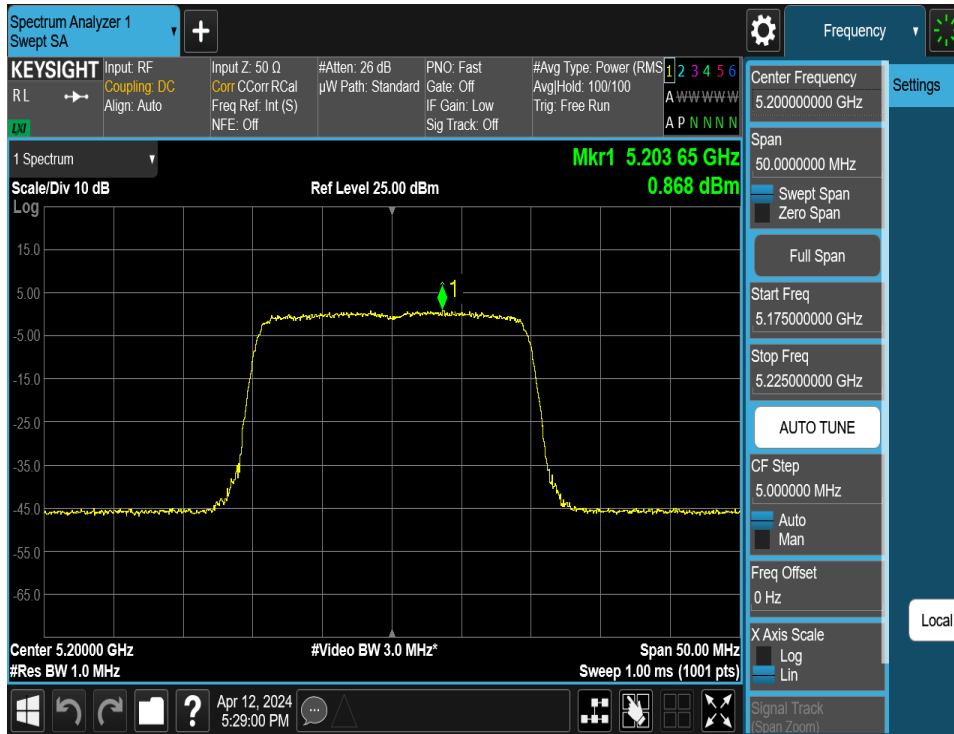 Spectrum Analyzer 1
Swept SA
+
Frequency
KEYSIGHT
R L
LXI
Input: RF
Coupling: DC
Align: Auto
Input Z: 50 Ω
Corr CCorr RCal
Freq Ref: Int (S)
NFE: Off
#Atten: 26 dB
µW Path: Standard
PNO: Fast
Gate: Off
IF Gain: Low
Sig Track: Off
#Avg Type: Power (RMS
Avg|Hold: 100/100
Trig: Free Run
1 2 3 4 5 6
A W W W W W
A P N N N N
1 Spectrum
Mkr1 5.203 65 GHz
0.868 dBm
Scale/Div 10 dB
Ref Level 25.00 dBm
Log
15.0
5.00
-5.00
-15.0
-25.0
-35.0
-45.0
-55.0
-65.0
1
Center 5.20000 GHz
#Video BW 3.0 MHz*
Span 50.00 MHz
#Res BW 1.0 MHz
Sweep 1.00 ms (1001 pts)
Apr 12, 2024
5:29:00 PM
?
Center Frequency
5.200000000 GHz
Span
50.0000000 MHz
Swept Span
Zero Span
Full Span
Start Freq
5.175000000 GHz
Stop Freq
5.225000000 GHz
AUTO TUNE
CF Step
5.000000 MHz
Auto
Man
Freq Offset
0 Hz
X Axis Scale
Log
Lin
Signal Track
(Span Zoom)
Settings
Local